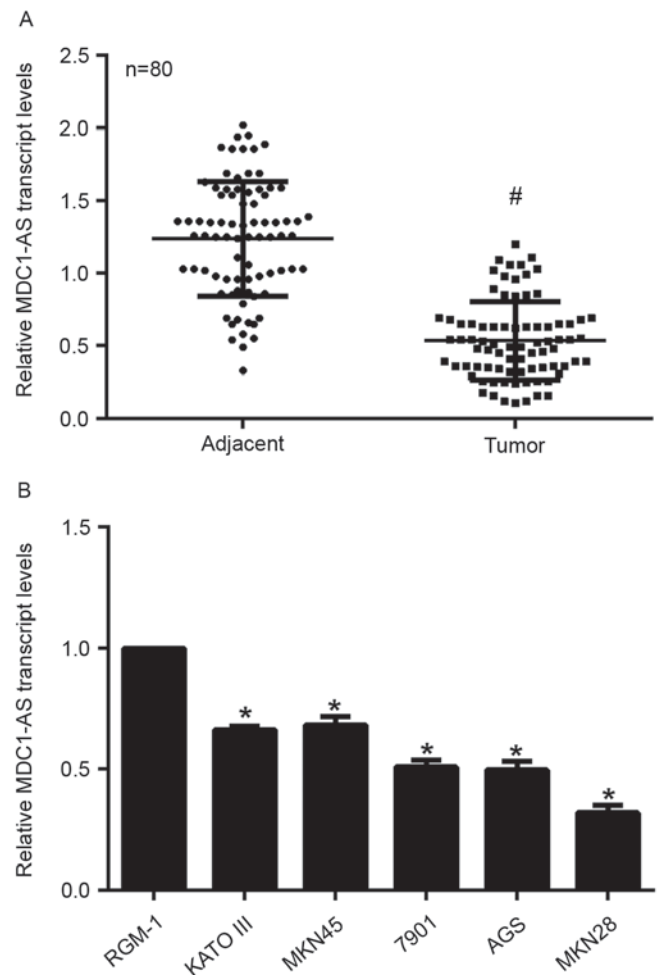 A
Relative MDC1-AS transcript levels
2.5
2.0
1.5
1.0
0.5
0.0
n=80
#
Adjacent Tumor
B
Relative MDC1-AS transcript levels
1.5
1.0
0.5
0.0
* * * * *
RGM-1 KATO III MKN45 7901 AGS MKN28